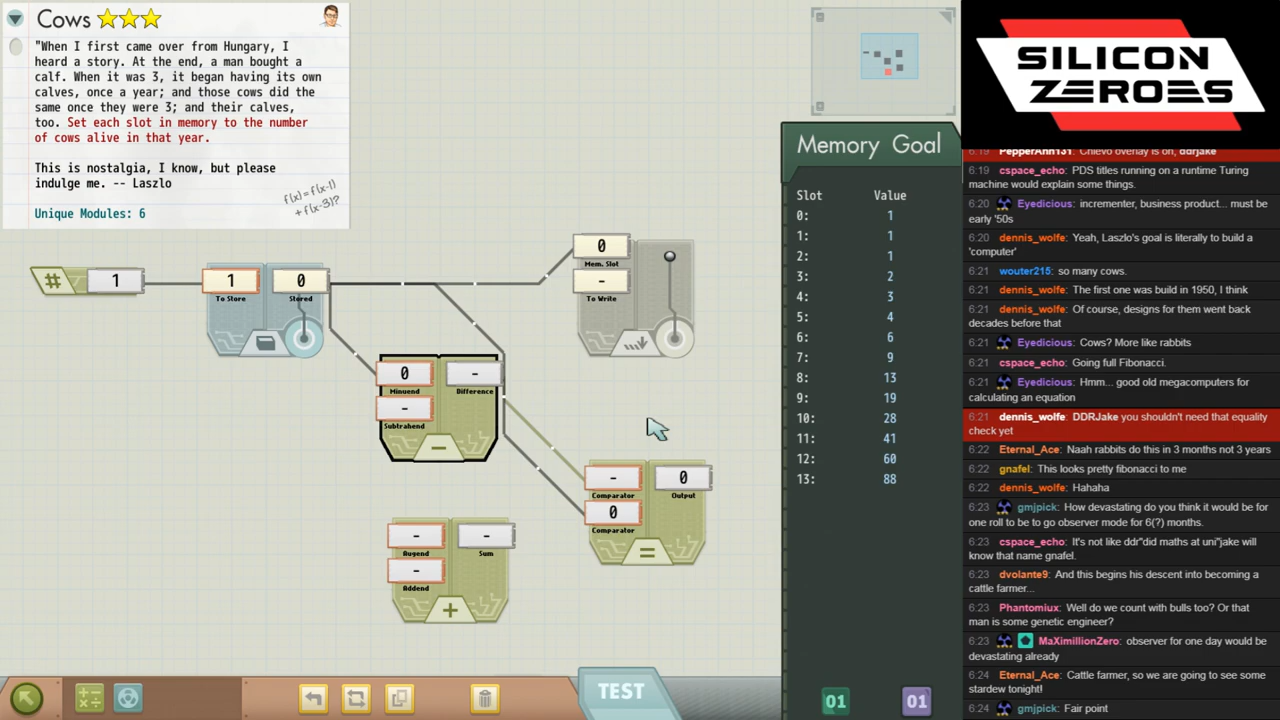 Cows
"When I first came over from Hungary, I
heard a story. At the end, a man bought a
calf. When it was 3, it began having its own
calves, once a year; and those cows did the
same once they were 3; and their calves,
too. Set each slot in memory to the number
of cows alive in that year.
This is nostalgia, I know, but please
indulge me. -- Laszlo
f(x)=f(x-1)
+f(x-3)?
Unique Modules: 6
# 1
1 0
To Store Stored
0
Mem. Slot
-
To Write
0 -
Minuend Difference
-
Subtrahend
−
- 0
Comparator Output
0
Comparator
=
- -
Augend Sum
-
Addend
+
TEST
Memory Goal
Slot Value
0: 1
1: 1
2: 1
3: 2
4: 3
5: 4
6: 6
7: 9
8: 13
9: 19
10: 28
11: 41
12: 60
13: 88
01 01
SILICON
ZEROES
6:19 PepperAnn131: Chievo overlay is on, ddrjake
6:19 cspace_echo: PDS titles running on a runtime Turing
machine would explain some things.
6:20 Eyedicious: incrementer, business product... must be
early '50s
6:20 dennis_wolfe: Yeah, Laszlo's goal is literally to build a
'computer'
6:21 wouter215: so many cows.
6:21 dennis_wolfe: The first one was build in 1950, I think
6:21 dennis_wolfe: Of course, designs for them went back
decades before that
6:21 Eyedicious: Cows? More like rabbits
6:21 cspace_echo: Going full Fibonacci.
6:21 Eyedicious: Hmm... good old megacomputers for
calculating an equation
6:21 dennis_wolfe: DDRJake you shouldn't need that equality
check yet
6:22 Eternal_Ace: Naah rabbits do this in 3 months not 3 years
6:22 gnafel: This looks pretty fibonacci to me
6:22 dennis_wolfe: Hahaha
6:23 gmjpick: How devastating do you think it would be for
one roll to be to go observer mode for 6(?) months.
6:23 cspace_echo: It's not like ddr"did maths at uni"jake will
know that name gnafel.
6:23 dvolante9: And this begins his descent into becoming a
cattle farmer...
6:23 Phantomiux: Well do we count with bulls too? Or that
man is some genetic engineer?
6:23 MaXimillionZero: observer for one day would be
devastating already
6:24 Eternal_Ace: Cattle farmer, so we are going to see some
stardew tonight!
6:24 gmjpick: Fair point